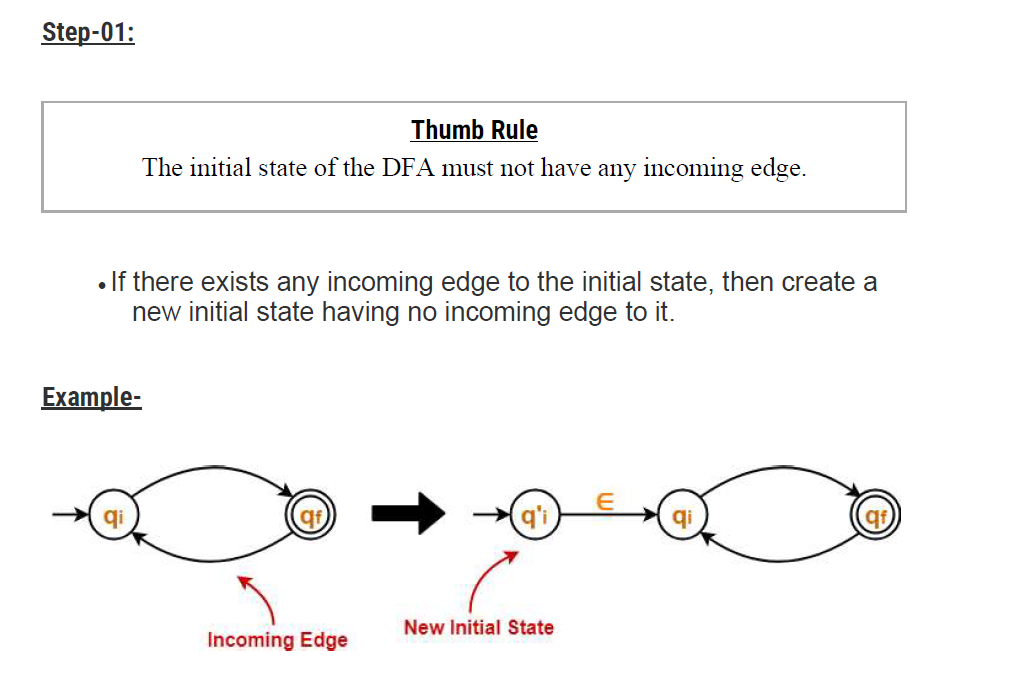 Step-01:
Thumb Rule
The initial state of the DFA must not have any incoming edge.
• If there exists any incoming edge to the initial state, then create a
new initial state having no incoming edge to it.
Example-
qi
qf
q'i
∈
qi
qf
Incoming Edge
New Initial State